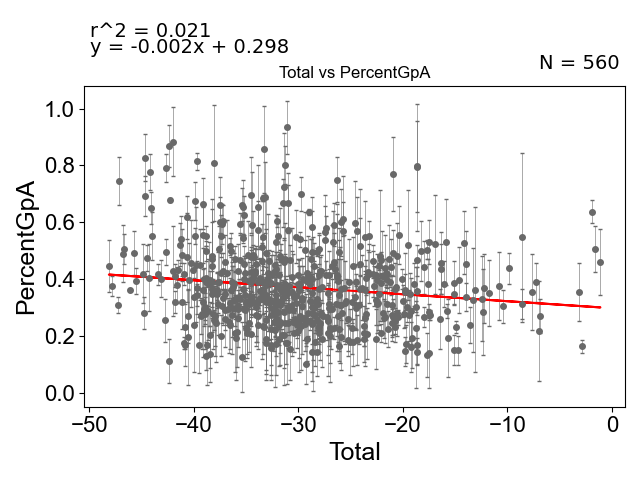 r^2 = 0.021
y = -0.002x + 0.298
N = 560
Total vs PercentGpA
PercentGpA
1.0
0.8
0.6
0.4
0.2
0.0
−50
−40
−30
−20
−10
0
Total